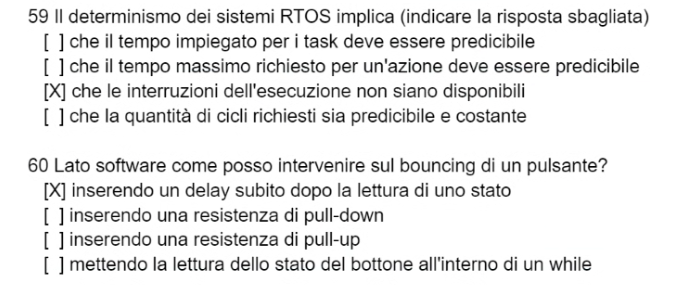 59 Il determinismo dei sistemi RTOS implica (indicare la risposta sbagliata)
[ ] che il tempo impiegato per i task deve essere predicibile
[ ] che il tempo massimo richiesto per un'azione deve essere predicibile
[X] che le interruzioni dell'esecuzione non siano disponibili
[ ] che la quantità di cicli richiesti sia predicibile e costante
60 Lato software come posso intervenire sul bouncing di un pulsante?
[X] inserendo un delay subito dopo la lettura di uno stato
[ ] inserendo una resistenza di pull-down
[ ] inserendo una resistenza di pull-up
[ ] mettendo la lettura dello stato del bottone all'interno di un while